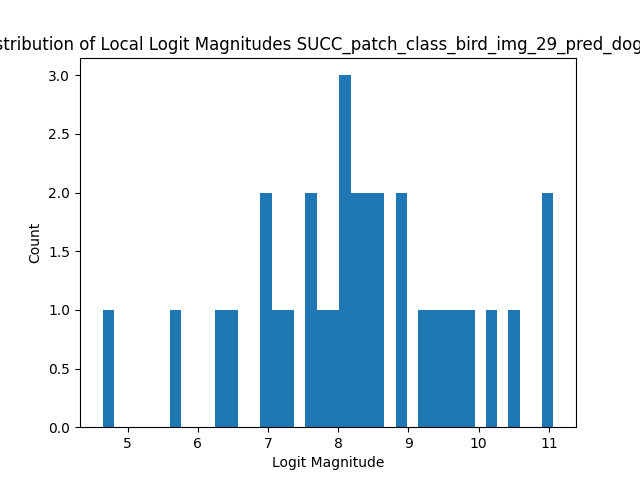 stribution of Local Logit Magnitudes SUCC_patch_class_bird_img_29_pred_dog
3.0
2.5
2.0
1.5
1.0
0.5
0.0
Count
5 6 7 8 9 10 11
Logit Magnitude